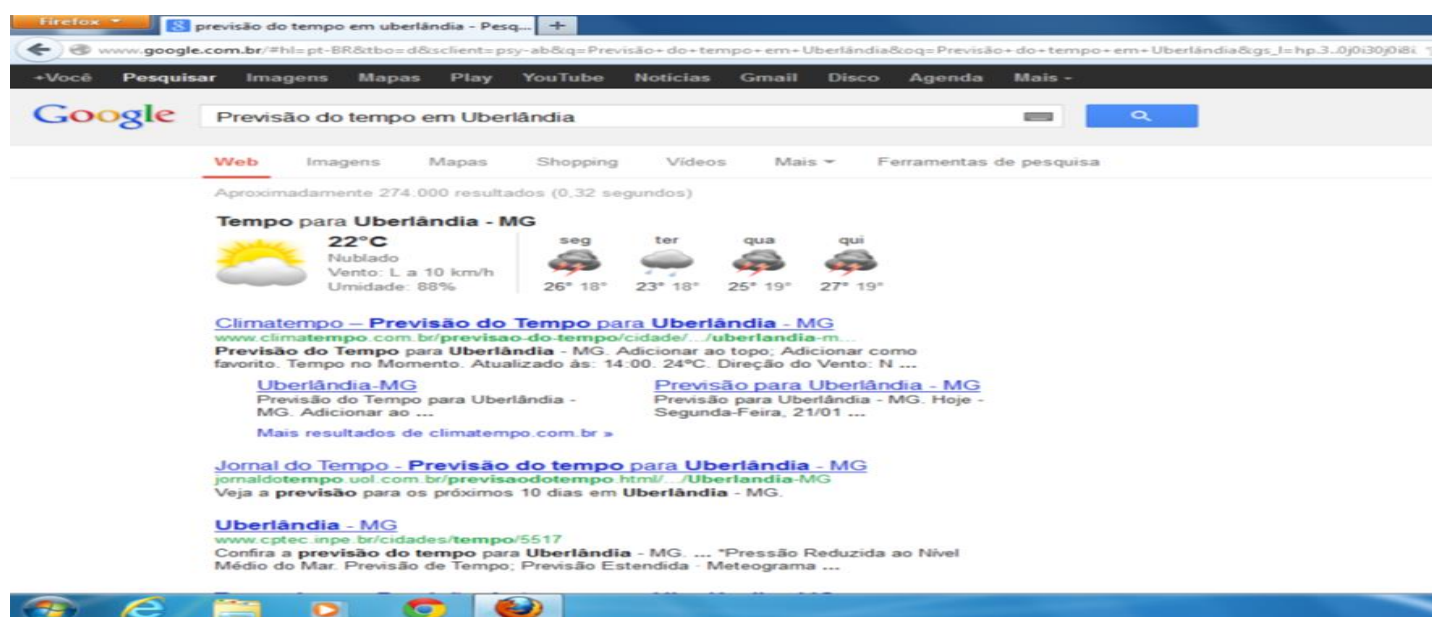 Firefox
previsão do tempo em uberlândia - Pesq... +
www.google.com.br/#hl=pt-BR&tbo=d&sclient=psy-ab&q=Previsão+do+tempo+em+Uberlândia&oq=Previsão+do+tempo+em+Uberlândia&gs_l=hp.3..0j0i30j0i8i
+Você Pesquisar Imagens Mapas Play YouTube Notícias Gmail Disco Agenda Mais
Google Previsão do tempo em Uberlândia
Web Imagens Mapas Shopping Vídeos Mais Ferramentas de pesquisa
Aproximadamente 274.000 resultados (0,32 segundos)
Tempo para Uberlândia - MG
22°C seg ter qua qui
Nublado
Vento: L a 10 km/h
Umidade: 88% 26° 18° 23° 18° 25° 19° 27° 19°
Climatempo – Previsão do Tempo para Uberlândia - MG
www.climatempo.com.br/previsao-do-tempo/cidade/.../uberlandia-m...
Previsão do Tempo para Uberlândia - MG. Adicionar ao topo; Adicionar como
favorito. Tempo no Momento. Atualizado às: 14:00. 24ºC. Direção do Vento: N ...
Uberlândia-MG Previsão para Uberlândia - MG
Previsão do Tempo para Uberlândia - Previsão para Uberlândia - MG. Hoje -
MG. Adicionar ao ... Segunda-Feira, 21/01 ...
Mais resultados de climatempo.com.br »
Jornal do Tempo - Previsão do tempo para Uberlândia - MG
jornaldotempo.uol.com.br/previsaodotempo.html/.../Uberlandia-MG
Veja a previsão para os próximos 10 dias em Uberlândia - MG.
Uberlândia - MG
www.cptec.inpe.br/cidades/tempo/5517
Confira a previsão do tempo para Uberlândia - MG. ... *Pressão Reduzida ao Nível
Médio do Mar. Previsão de Tempo; Previsão Estendida - Meteograma ...